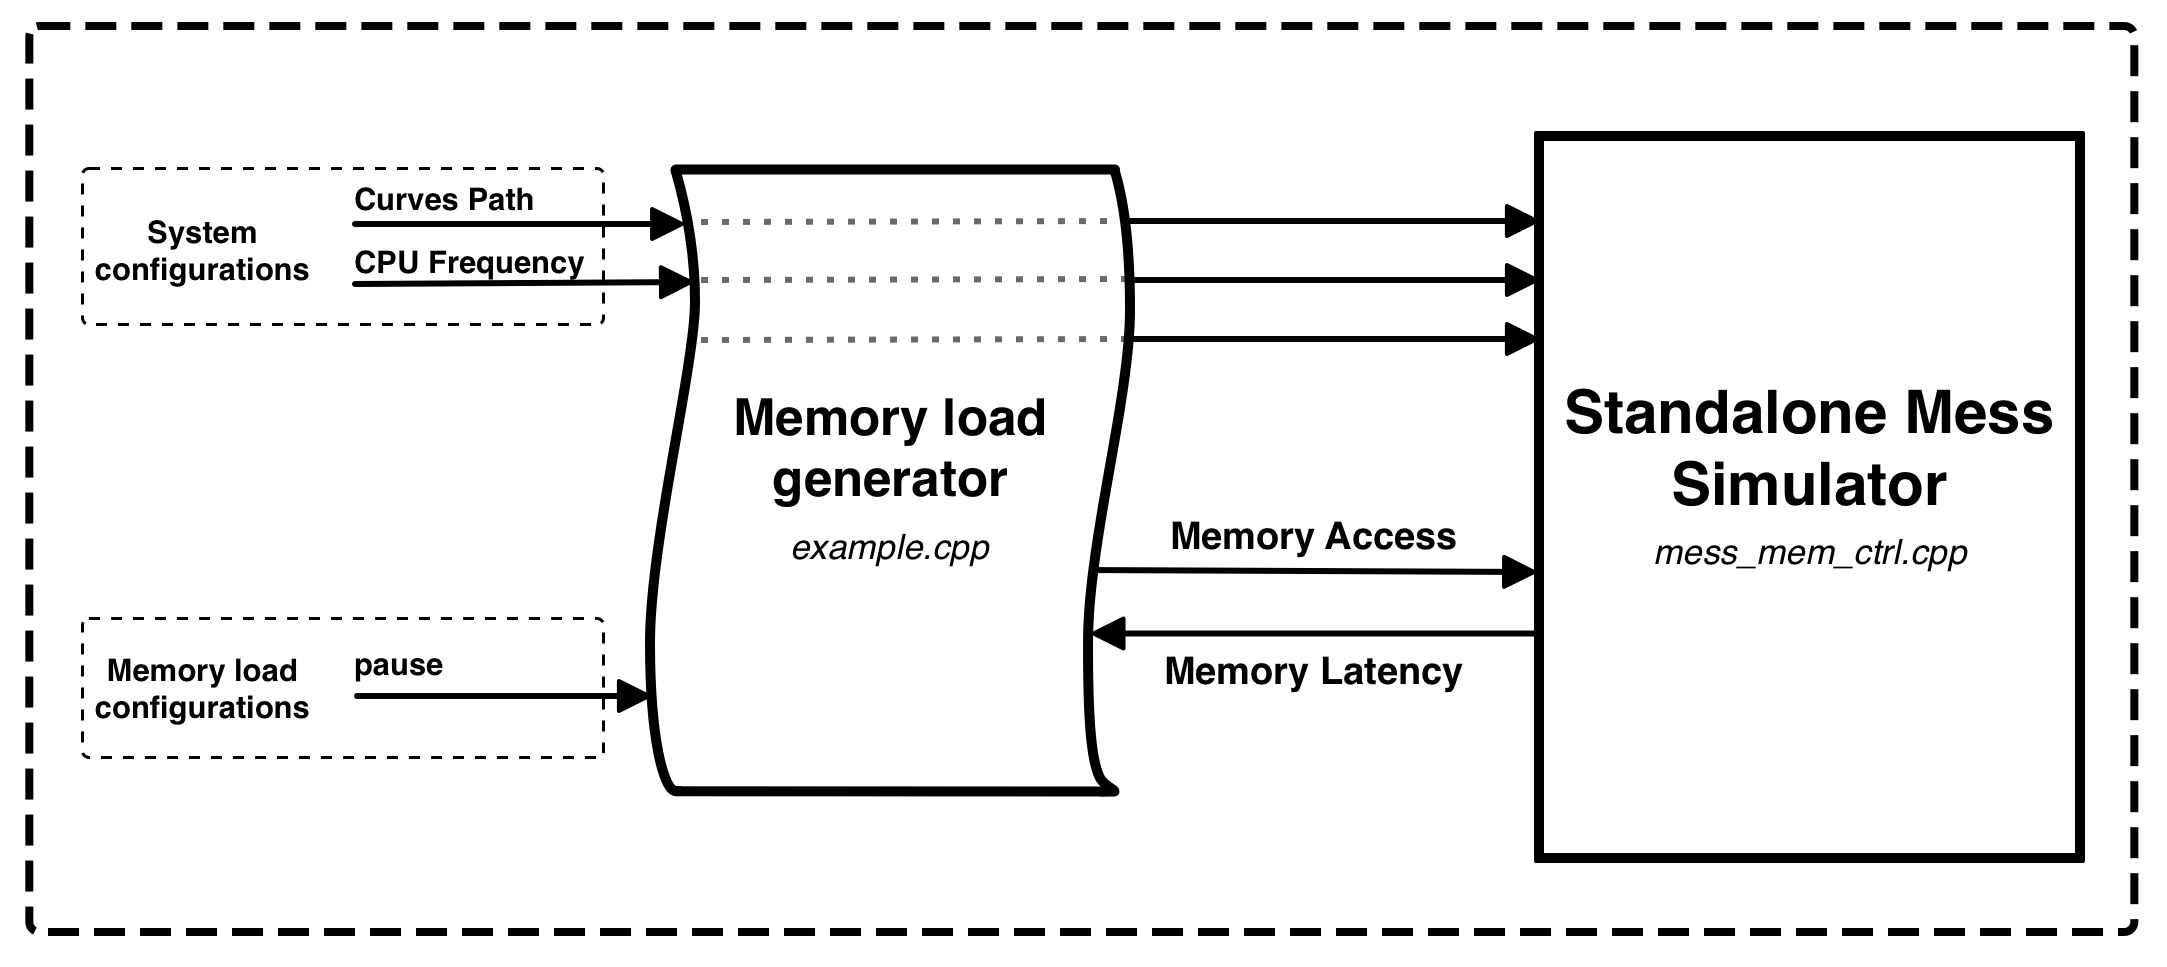 Curves Path
System
configurations
CPU Frequency
Memory load
generator
example.cpp
Standalone Mess
Simulator
mess_mem_ctrl.cpp
Memory Access
Memory Latency
Memory load
configurations
pause